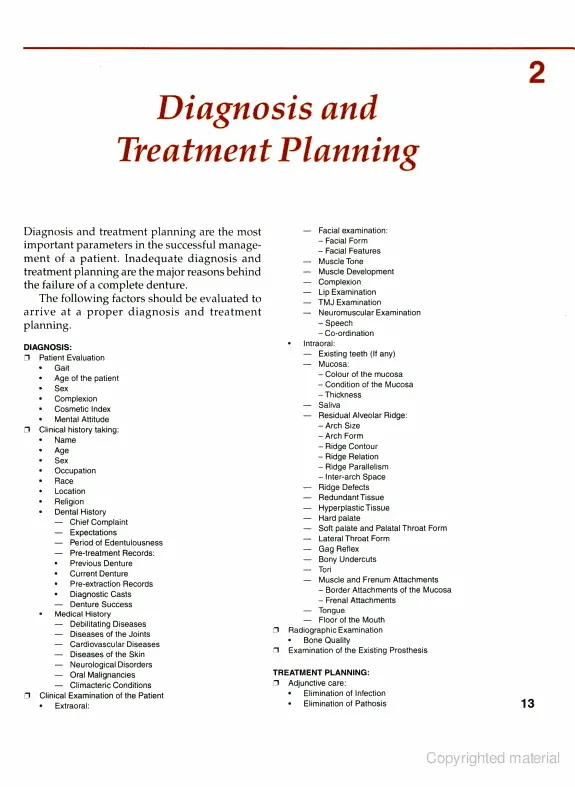 2
Diagnosis and
Treatment Planning
Diagnosis and treatment planning are the most
important parameters in the successful manage-
ment of a patient. Inadequate diagnosis and
treatment planning are the major reasons behind
the failure of a complete denture.
The following factors should be evaluated to
arrive at a proper diagnosis and treatment
planning.
DIAGNOSIS:
❒ Patient Evaluation
• Gait
• Age of the patient
• Sex
• Complexion
• Cosmetic Index
• Mental Attitude
❒ Clinical history taking:
• Name
• Age
• Sex
• Occupation
• Race
• Location
• Religion
• Dental History
— Chief Complaint
— Expectations
— Period of Edentulousness
— Pre-treatment Records:
• Previous Denture
• Current Denture
• Pre-extraction Records
• Diagnostic Casts
— Denture Success
• Medical History
— Debilitating Diseases
— Diseases of the Joints
— Cardiovascular Diseases
— Diseases of the Skin
— Neurological Disorders
— Oral Malignancies
— Climacteric Conditions
❒ Clinical Examination of the Patient
• Extraoral:
— Facial examination:
– Facial Form
– Facial Features
— Muscle Tone
— Muscle Development
— Complexion
— Lip Examination
— TMJ Examination
— Neuromuscular Examination
– Speech
– Co-ordination
• Intraoral:
— Existing teeth (If any)
— Mucosa:
– Colour of the mucosa
– Condition of the Mucosa
– Thickness
— Saliva
— Residual Alveolar Ridge:
– Arch Size
– Arch Form
– Ridge Contour
– Ridge Relation
– Ridge Parallelism
– Inter-arch Space
— Ridge Defects
— Redundant Tissue
— Hyperplastic Tissue
— Hard palate
— Soft palate and Palatal Throat Form
— Lateral Throat Form
— Gag Reflex
— Bony Undercuts
— Tori
— Muscle and Frenum Attachments
– Border Attachments of the Mucosa
– Frenal Attachments
— Tongue
— Floor of the Mouth
❒ Radiographic Examination
• Bone Quality
❒ Examination of the Existing Prosthesis
TREATMENT PLANNING:
❒ Adjunctive care:
• Elimination of Infection
• Elimination of Pathosis
13
Copyrighted material